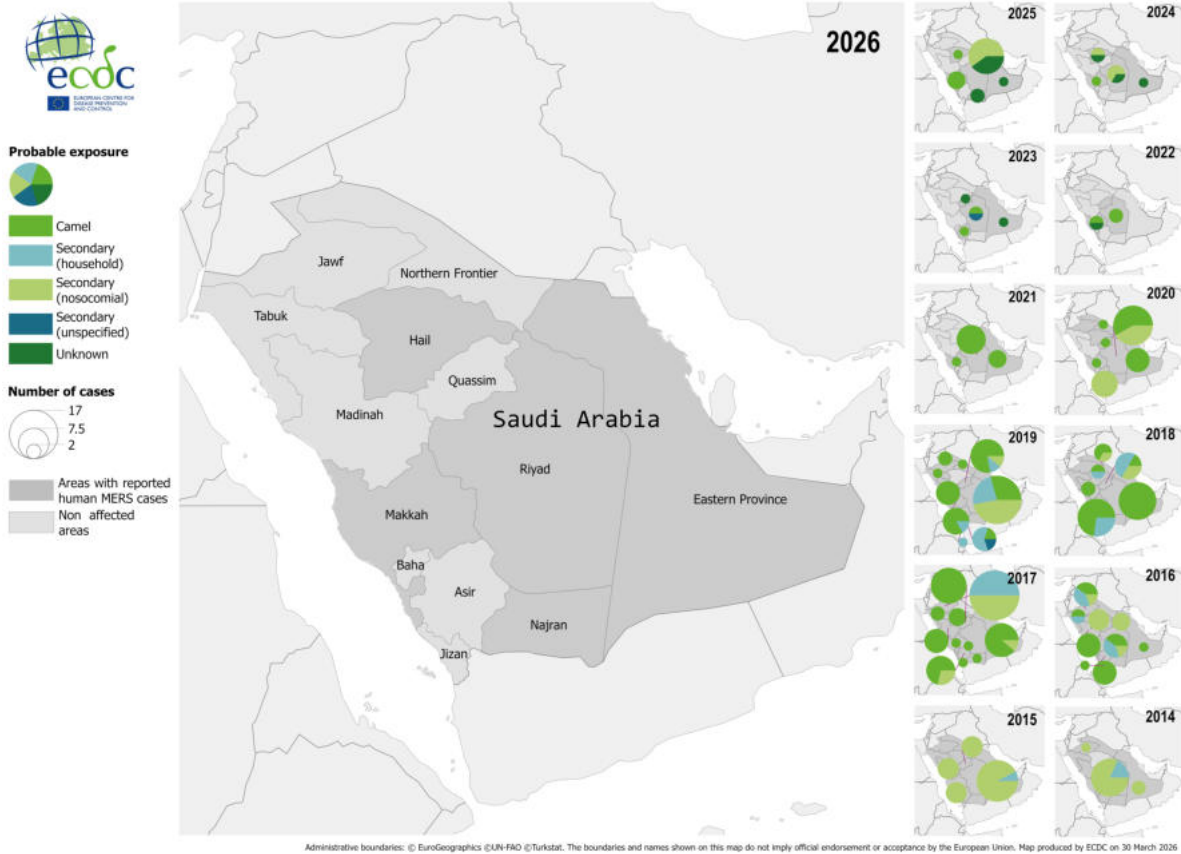 ecdc
EUROPEAN CENTRE FOR
DISEASE PREVENTION
AND CONTROL
Probable exposure
Camel
Secondary
(household)
Secondary
(nosocomial)
Secondary
(unspecified)
Unknown
Number of cases
17
7.5
2
Areas with reported
human MERS cases
Non affected
areas
2026
Jawf
Northern Frontier
Tabuk
Hail
Quassim
Madinah
Saudi Arabia
Riyad
Eastern Province
Makkah
Baha
Asir
Najran
Jizan
2025
2024
2023
2022
2021
2020
2019
2018
2017
2016
2015
2014
Administrative boundaries: © EuroGeographics ©UN-FAO ©Turkstat. The boundaries and names shown on this map do not imply official endorsement or acceptance by the European Union. Map produced by ECDC on 30 March 2026